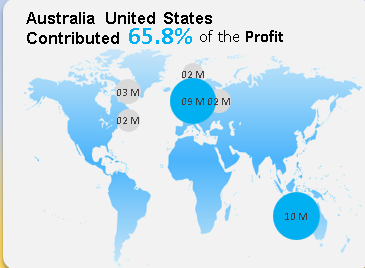 Australia United States
Contributed 65.8% of the Profit
02 M
03 M
09 M 02 M
02 M
10 M